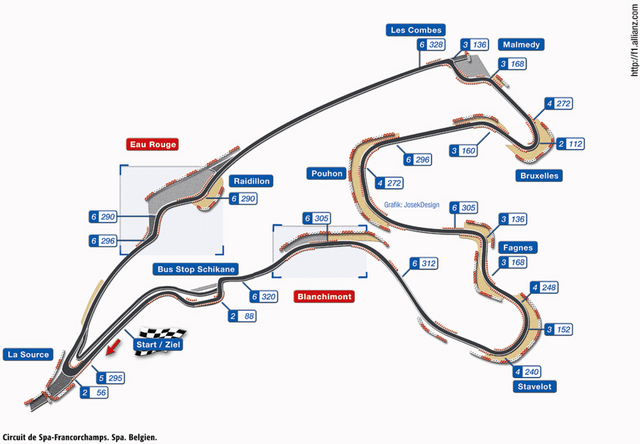 http://f1.allianz.com
Les Combes
6 328
3 136
Malmedy
3 168
4 272
2 112
Bruxelles
3 160
6 296
Pouhon
4 272
Grafik: JosekDesign
Eau Rouge
Raidillon
6 290
6 290
6 296
6 305
6 305
3 136
Fagnes
3 168
Bus Stop Schikane
6 312
6 320
Blanchimont
4 248
2 88
3 152
Start / Ziel
La Source
5 295
4 240
2 56
Stavelot
Circuit de Spa-Francorchamps. Spa. Belgien.